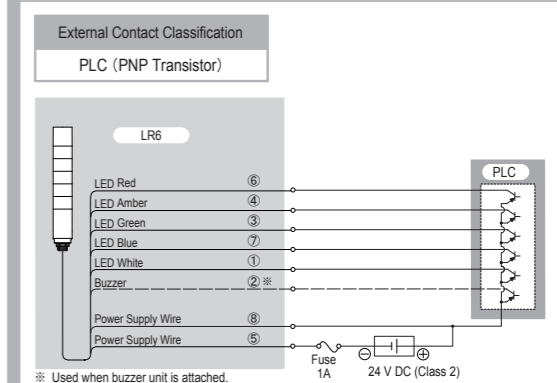 External Contact Classification
PLC (PNP Transistor)
LR6
PLC
LED Red ⑥
LED Amber ④
LED Green ③
LED Blue ⑦
LED White ①
Buzzer ② ※
Power Supply Wire ⑧
Power Supply Wire ⑤
Fuse
1A
⊖ ⊕
24 V DC (Class 2)
※ Used when buzzer unit is attached.